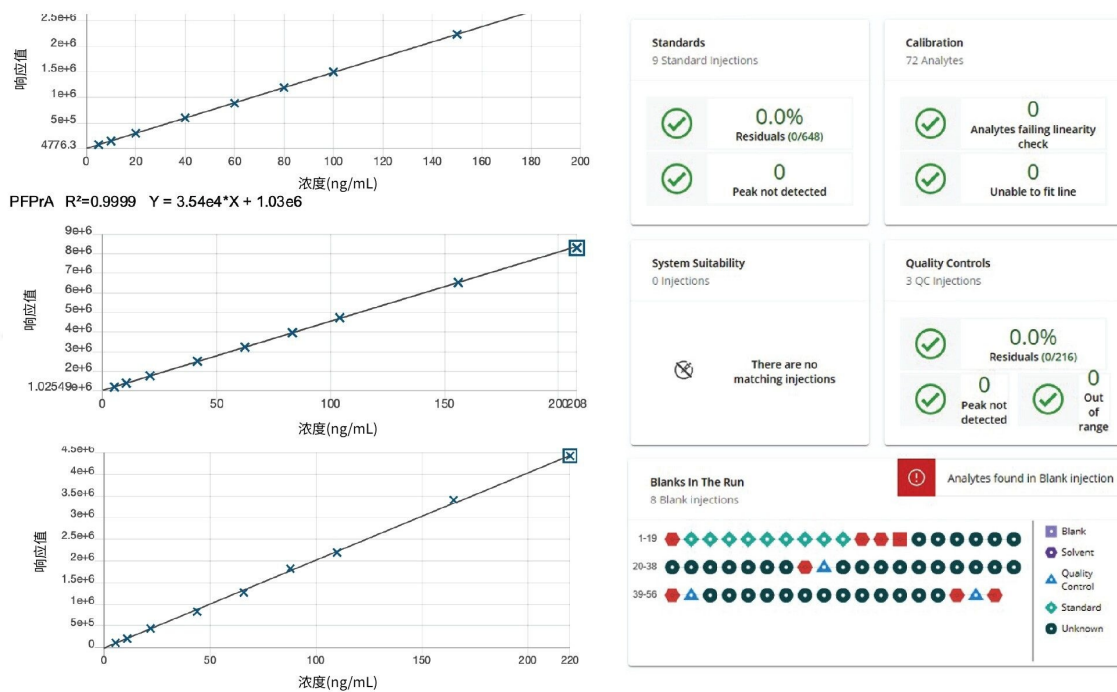 2.5e+6
2e+6
1.5e+6
1e+6
5e+5
4776.3
响应值
0 20 40 60 80 100 120 140 160 180 200
浓度(ng/mL)
PFPrA R²=0.9999 Y = 3.54e4*X + 1.03e6
9e+6
8e+6
7e+6
6e+6
5e+6
4e+6
3e+6
2e+6
1.02549e+6
响应值
0 50 100 150 200208
浓度(ng/mL)
4.5e+6
4e+6
3.5e+6
3e+6
2.5e+6
2e+6
1.5e+6
1e+6
5e+5
0
响应值
0 50 100 150 200 220
浓度(ng/mL)
Standards
9 Standard Injections
0.0%
Residuals (0/648)
0
Peak not detected
Calibration
72 Analytes
0
Analytes failing linearity
check
0
Unable to fit line
System Suitability
0 Injections
There are no
matching injections
Quality Controls
3 QC Injections
0.0%
Residuals (0/216)
0
Peak not
detected
0
Out
of
range
Blanks In The Run
8 Blank injections
Analytes found in Blank injection
1-19
20-38
39-56
Blank
Solvent
Quality
Control
Standard
Unknown